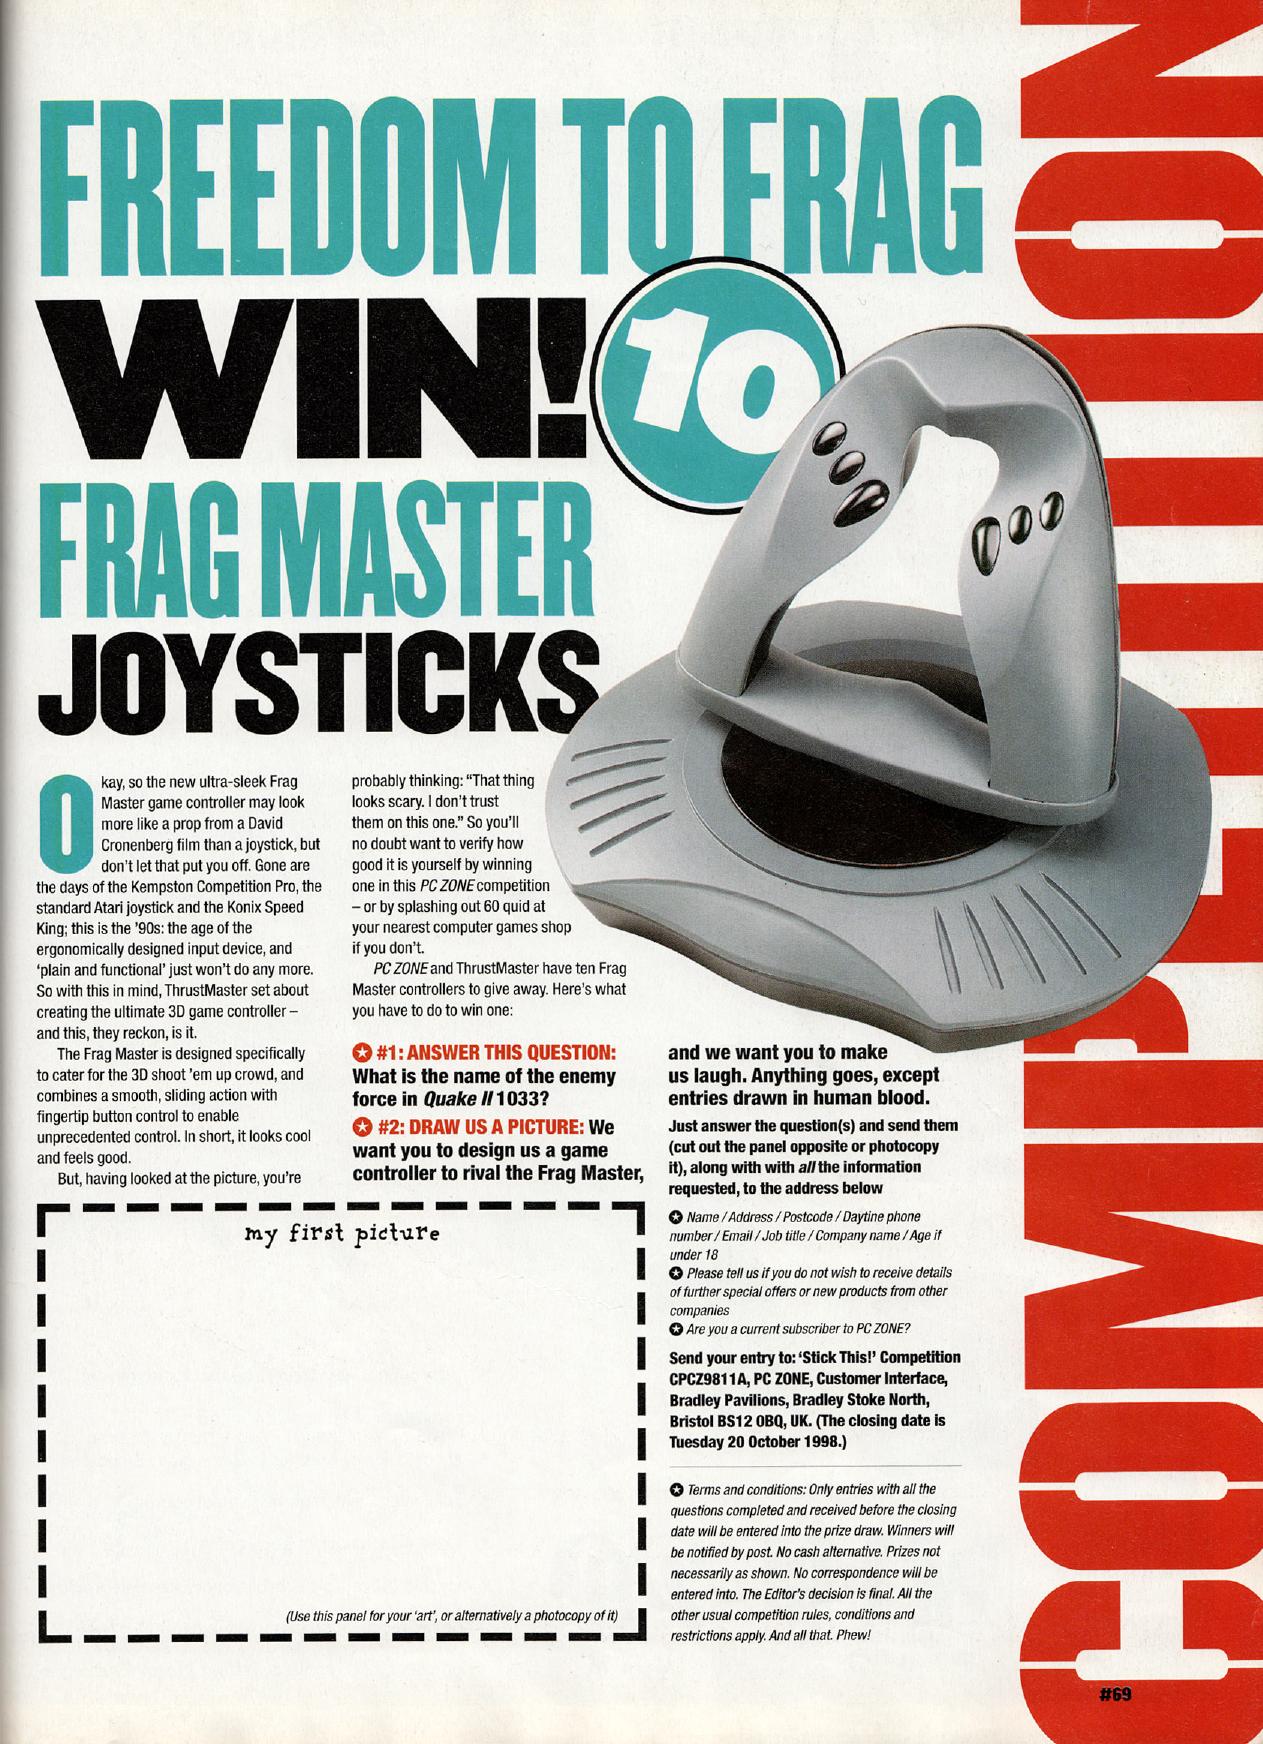 FREEDOM TO FRAG
WIN! 10
FRAG MASTER
JOYSTICKS
COMPETITION
Okay, so the new ultra-sleek Frag
Master game controller may look
more like a prop from a David
Cronenberg film than a joystick, but
don't let that put you off. Gone are
the days of the Kempston Competition Pro, the
standard Atari joystick and the Konix Speed
King; this is the '90s: the age of the
ergonomically designed input device, and
'plain and functional' just won't do any more.
So with this in mind, ThrustMaster set about
creating the ultimate 3D game controller –
and this, they reckon, is it.
The Frag Master is designed specifically
to cater for the 3D shoot 'em up crowd, and
combines a smooth, sliding action with
fingertip button control to enable
unprecedented control. In short, it looks cool
and feels good.
But, having looked at the picture, you're
probably thinking: “That thing
looks scary. I don't trust
them on this one.” So you'll
no doubt want to verify how
good it is yourself by winning
one in this PC ZONE competition
– or by splashing out 60 quid at
your nearest computer games shop
if you don't.
PC ZONE and ThrustMaster have ten Frag
Master controllers to give away. Here's what
you have to do to win one:
#1: ANSWER THIS QUESTION:
What is the name of the enemy
force in Quake II 1033?
#2: DRAW US A PICTURE: We
want you to design us a game
controller to rival the Frag Master,
and we want you to make
us laugh. Anything goes, except
entries drawn in human blood.
Just answer the question(s) and send them
(cut out the panel opposite or photocopy
it), along with with all the information
requested, to the address below
Name / Address / Postcode / Daytine phone
number / Email / Job title / Company name / Age if
under 18
Please tell us if you do not wish to receive details
of further special offers or new products from other
companies
Are you a current subscriber to PC ZONE?
Send your entry to: 'Stick This!' Competition
CPCZ9811A, PC ZONE, Customer Interface,
Bradley Pavilions, Bradley Stoke North,
Bristol BS12 0BQ, UK. (The closing date is
Tuesday 20 October 1998.)
Terms and conditions: Only entries with all the
questions completed and received before the closing
date will be entered into the prize draw. Winners will
be notified by post. No cash alternative. Prizes not
necessarily as shown. No correspondence will be
entered into. The Editor's decision is final. All the
other usual competition rules, conditions and
restrictions apply. And all that. Phew!
my first picture
(Use this panel for your 'art', or alternatively a photocopy of it)
#69